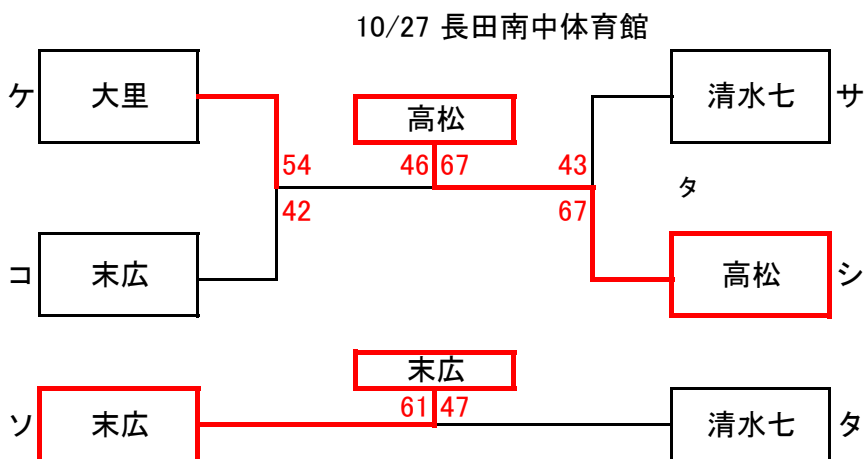 10/27 長田南中体育館
ケ 大里 高松 清水七 サ
54 46 67 43
タ
42 67
コ 末広 高松 シ
末広
61 47
ソ 末広 清水七 タ